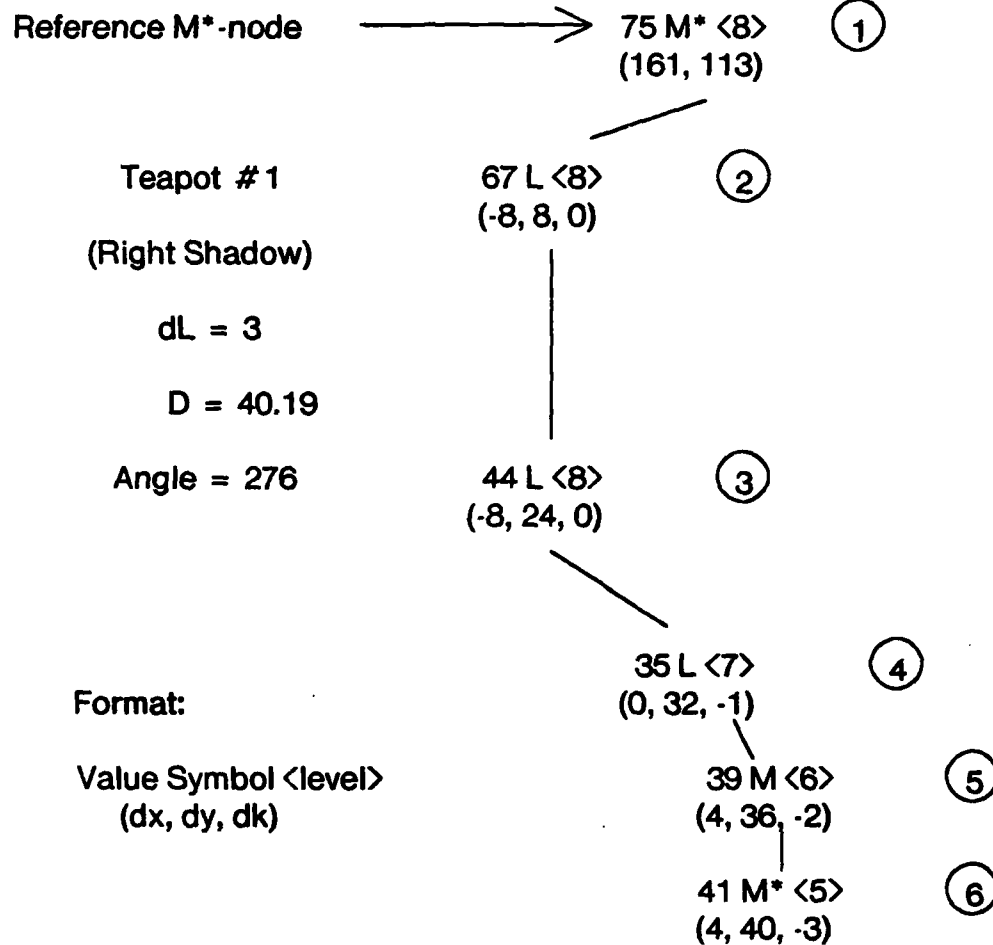 Reference M*-node 75 M* <8> 1
(161, 113)
Teapot #1 67 L <8> 2
(-8, 8, 0)
(Right Shadow)
dL = 3
D = 40.19
Angle = 276 44 L <8> 3
(-8, 24, 0)
35 L <7> 4
Format: (0, 32, -1)
Value Symbol <level> 39 M <6> 5
(dx, dy, dk) (4, 36, -2)
41 M* <5> 6
(4, 40, -3)